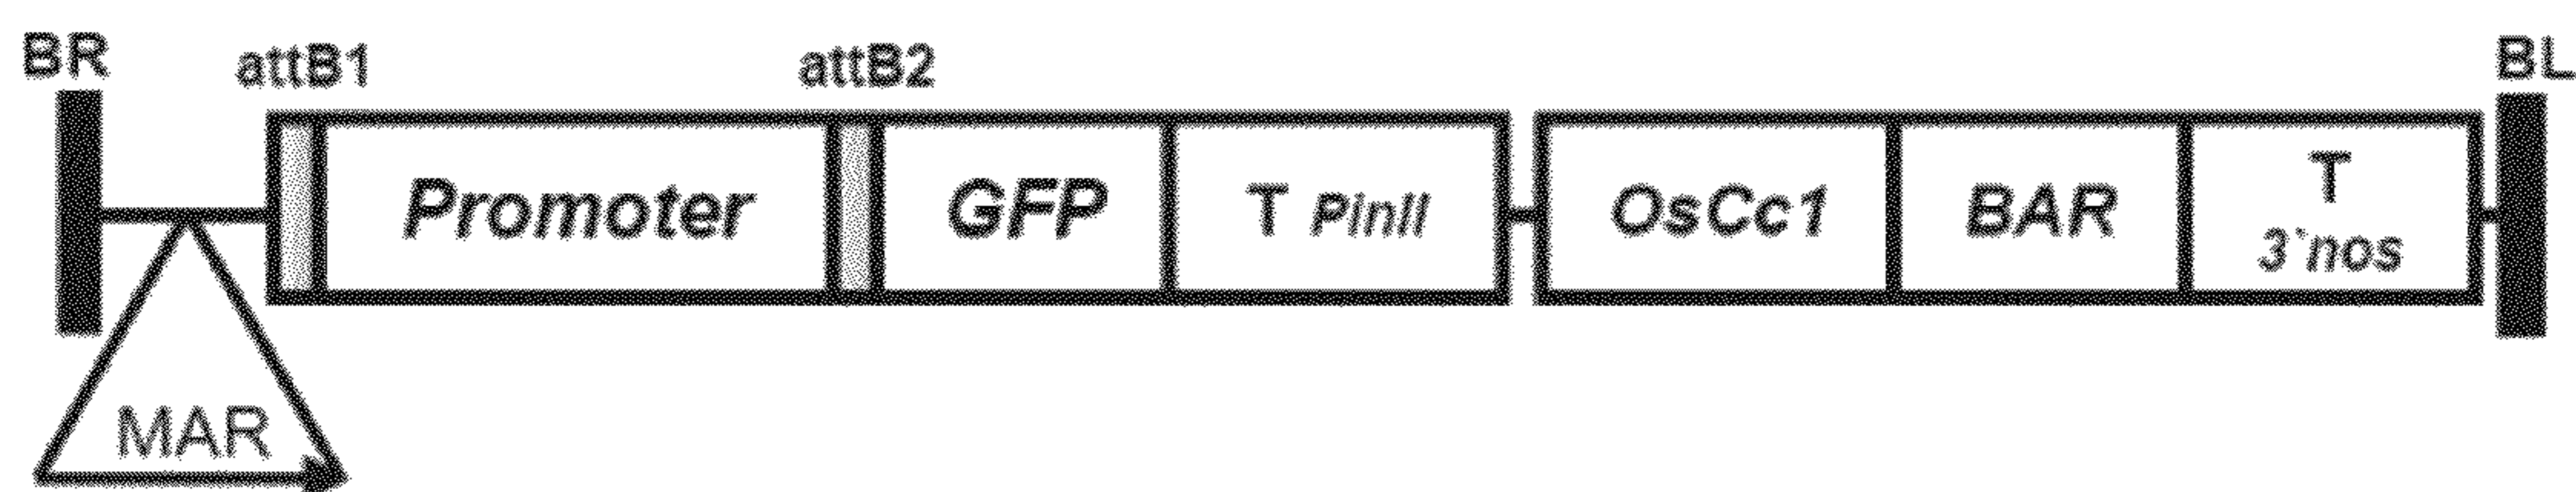 BR
attB1
attB2
BL
Promoter
GFP
T PinII
OsCc1
BAR
T
3`nos
MAR